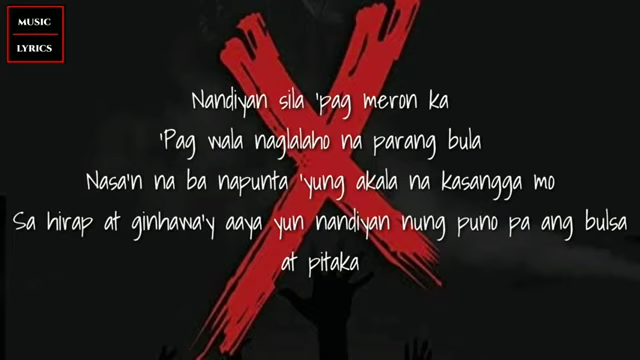 MUSIC
LYRICS
Nandiyan sila 'pag meron ka
'Pag wala naglalaho na parang bula
Nasa'n na ba napunta 'yung akala na kasangga mo
Sa hirap at ginhawa'y aaya yun nandiyan nung puno pa ang bulsa
at pitaka